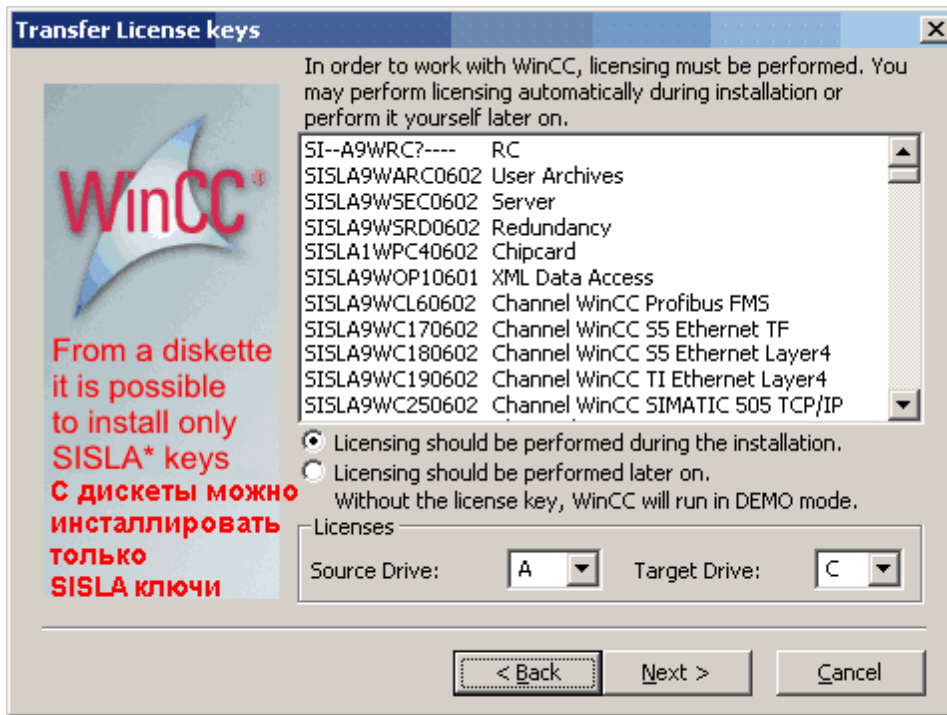 Transfer License keys
In order to work with WinCC, licensing must be performed. You
may perform licensing automatically during installation or
perform it yourself later on.
SI--A9WRC?---- RC
SISLA9WARC0602 User Archives
SISLA9WSEC0602 Server
SISLA9WSRD0602 Redundancy
SISLA1WPC40602 Chipcard
SISLA9WOP10601 XML Data Access
SISLA9WCL60602 Channel WinCC Profibus FMS
SISLA9WC170602 Channel WinCC S5 Ethernet TF
SISLA9WC180602 Channel WinCC S5 Ethernet Layer4
SISLA9WC190602 Channel WinCC TI Ethernet Layer4
SISLA9WC250602 Channel WinCC SIMATIC 505 TCP/IP
WinCC®
From a diskette
it is possible
to install only
SISLA* keys
С дискеты можно
инсталлировать
только
SISLA ключи
Licensing should be performed during the installation.
Licensing should be performed later on.
Without the license key, WinCC will run in DEMO mode.
Licenses
Source Drive: A Target Drive: C
< Back Next > Cancel